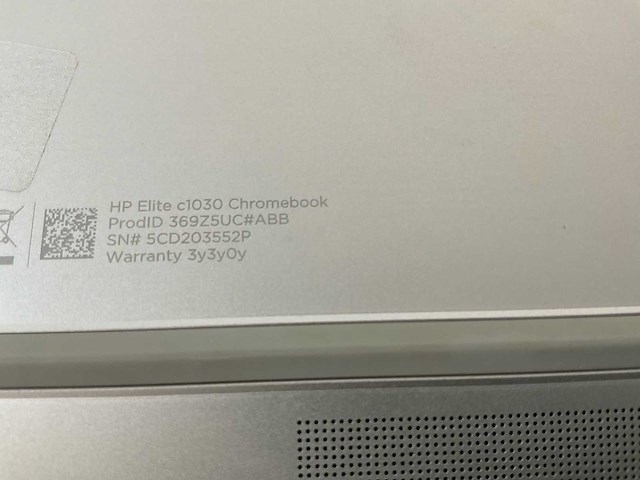 HP Elite c1030 Chromebook
ProdID 369Z5UC#ABB
SN# 5CD203552P
Warranty 3y3y0y